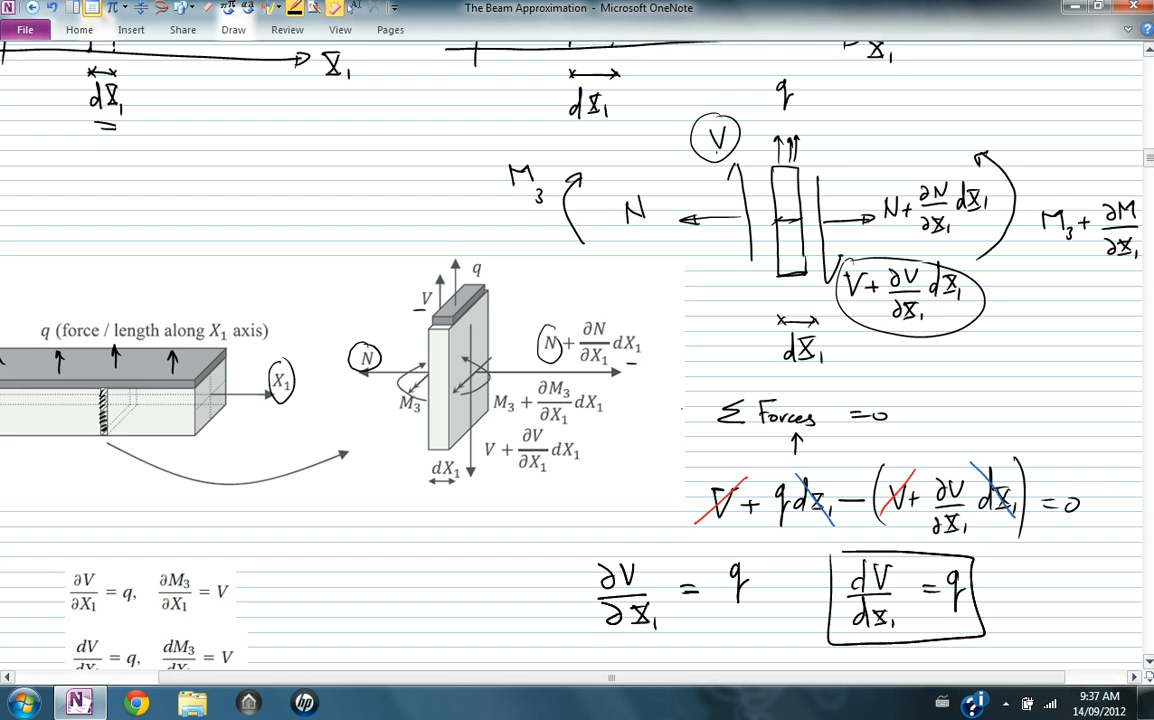 The Beam Approximation - Microsoft OneNote
File Home Insert Share Draw Review View Pages
X₁ X₁
dX₁ dX₁
q
V
M₃ N N + ∂N/∂X₁ dX₁ M₃ + ∂M/∂X₁
V + ∂V/∂X₁ dX₁
dX₁
q
V
q (force / length along X₁ axis)
N N + ∂N/∂X₁ dX₁
X₁
M₃ M₃ + ∂M₃/∂X₁ dX₁
V + ∂V/∂X₁ dX₁
dX₁
Σ Forces = 0
↑
V + q dX₁ − (V + ∂V/∂X₁ dX₁) = 0
∂V/∂X₁ = q dV/dX₁ = q
∂V/∂X₁ = q, ∂M₃/∂X₁ = V
dV/dX₁ = q, dM₃/dX₁ = V
9:37 AM
14/09/2012